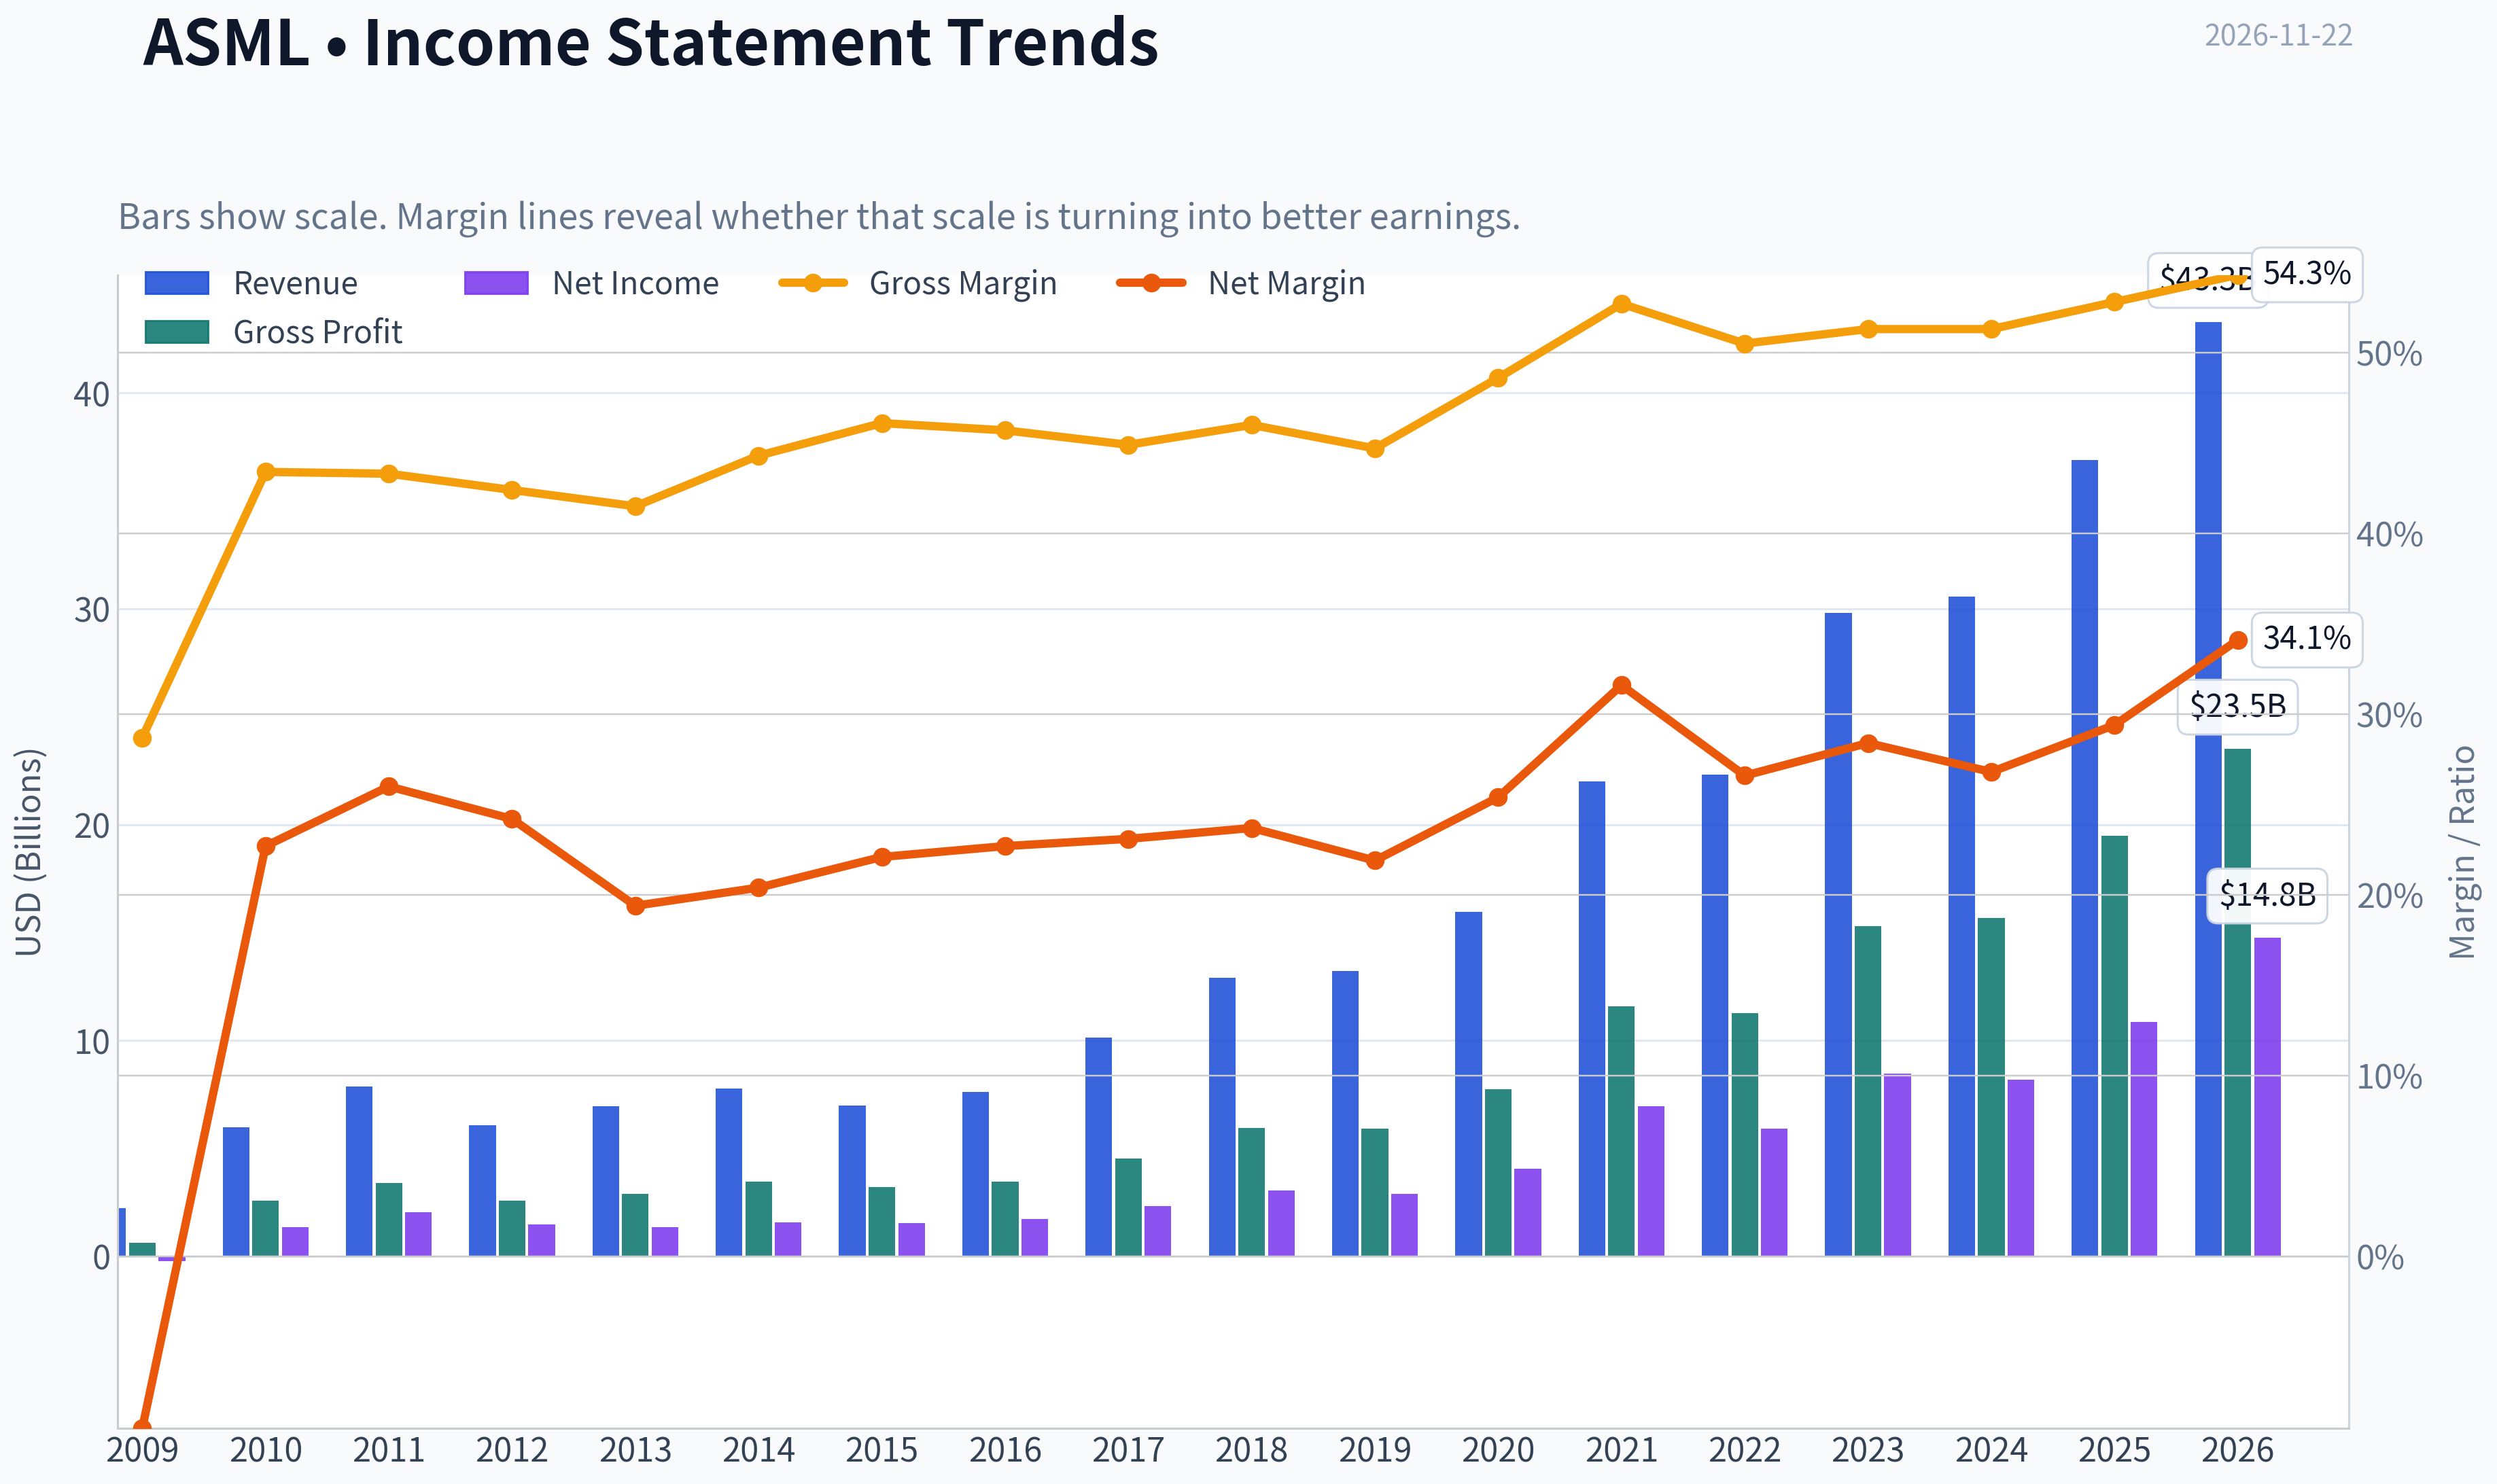 ASML • Income Statement Trends
2026-11-22
Bars show scale. Margin lines reveal whether that scale is turning into better earnings.
Revenue
Net Income
Gross Margin
Net Margin
Gross Profit
$43.3B
54.3%
34.1%
$23.5B
$14.8B
40
30
20
10
0
USD (Billions)
50%
40%
30%
20%
10%
0%
Margin / Ratio
2009 2010 2011 2012 2013 2014 2015 2016 2017 2018 2019 2020 2021 2022 2023 2024 2025 2026